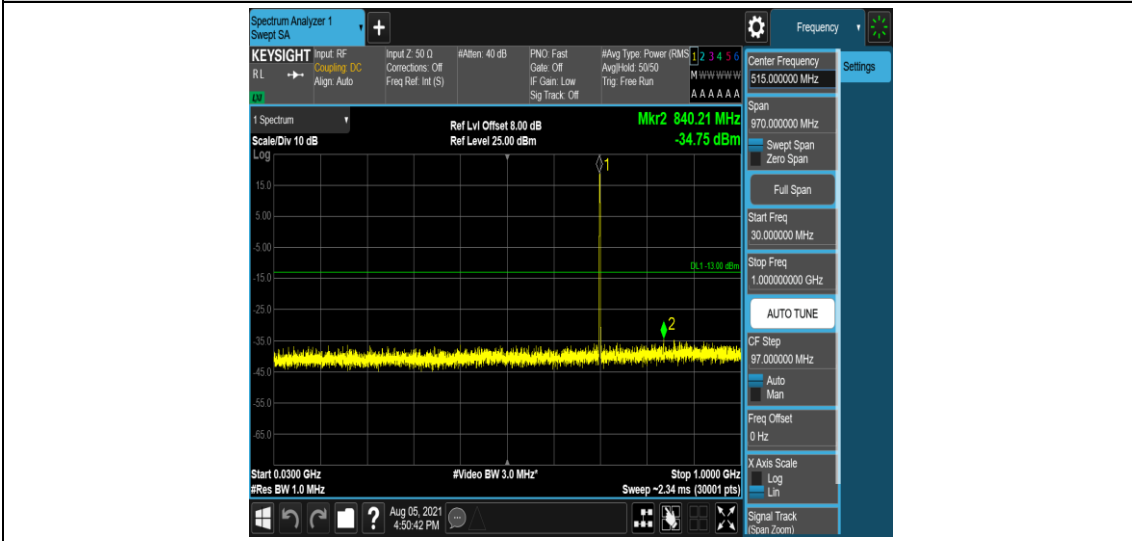 Spectrum Analyzer 1
Swept SA
Frequency
KEYSIGHT
RL
Input: RF
Coupling: DC
Align: Auto
Input Z: 50 Ω
Corrections: Off
Freq Ref: Int (S)
#Atten: 40 dB
PNO: Fast
Gate: Off
IF Gain: Low
Sig Track: Off
#Avg Type: Power (RMS
Avg|Hold: 50/50
Trig: Free Run
1 2 3 4 5 6
M W W W W W
A A A A A A
1 Spectrum
Scale/Div 10 dB
Log
Ref Lvl Offset 8.00 dB
Ref Level 25.00 dBm
Mkr2 840.21 MHz
-34.75 dBm
1
15.0
5.00
-5.00
DL1 -13.00 dBm
-15.0
-25.0
2
-35.0
-45.0
-55.0
-65.0
Start 0.0300 GHz
#Res BW 1.0 MHz
#Video BW 3.0 MHz*
Stop 1.0000 GHz
Sweep ~2.34 ms (30001 pts)
?
Aug 05, 2021
4:50:42 PM
Center Frequency
515.000000 MHz
Settings
Span
970.000000 MHz
Swept Span
Zero Span
Full Span
Start Freq
30.000000 MHz
Stop Freq
1.000000000 GHz
AUTO TUNE
CF Step
97.000000 MHz
Auto
Man
Freq Offset
0 Hz
X Axis Scale
Log
Lin
Signal Track
(Span Zoom)